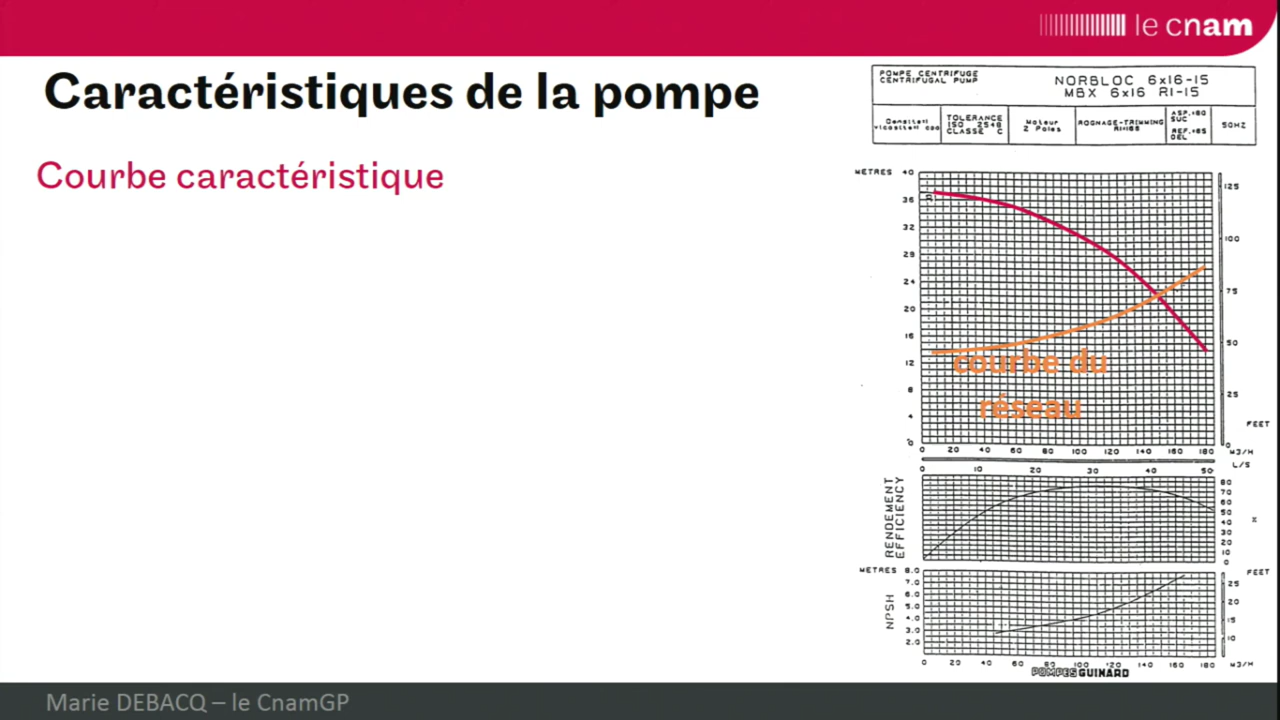 le cnam
Caractéristiques de la pompe
Courbe caractéristique
POMPE CENTRIFUGE
CENTRIFUGAL PUMP
NORBLOC 6x16-15
MBX 6x16 R1-15
TOLERANCE
ISO 2548
CLASSE C
Moteur
2 Poles
ROGNAGE-TRIMMING
50HZ
METRES 40
36
32
28
24
20
16
12
8
4
0
125
100
75
50
25
FEET
0
0 20 40 60 80 100 120 140 160 180 M3/H
L/S
0 10 20 30 40 50
courbe du
réseau
RENDEMENT
EFFICIENCY
80
70
60
50
40
30
20
10
0
%
METRES 8.0
7.0
6.0
5.0
4.0
3.0
2.0
NPSH
FEET
25
20
15
10
0 20 40 60 80 100 120 140 160 180 M3/H
POMPES GUINARD
Marie DEBACQ – le CnamGP